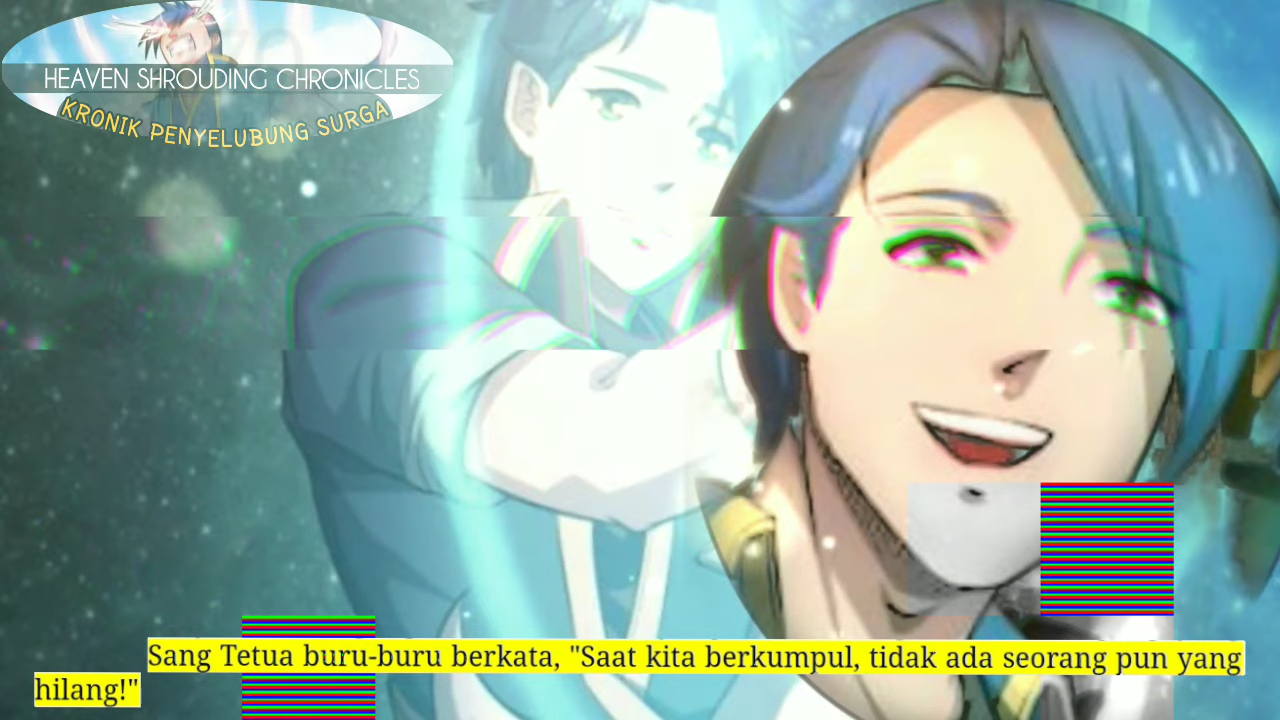 HEAVEN SHROUDING CHRONICLES
KRONIK PENYELUBUNG SURGA
Sang Tetua buru-buru berkata, "Saat kita berkumpul, tidak ada seorang pun yang
hilang!"